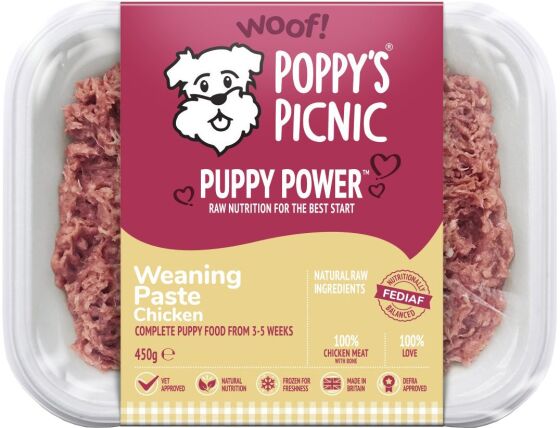 woof!
POPPY'S®
PICNIC
PUPPY POWER™
RAW NUTRITION FOR THE BEST START
Weaning
Paste
Chicken
COMPLETE PUPPY FOOD FROM 3-5 WEEKS
450g ℮
NATURAL RAW
INGREDIENTS
NUTRITIONALLY
FEDIAF
BALANCED
100%
CHICKEN MEAT
WITH BONE
100%
LOVE
VET
APPROVED
NATURAL
NUTRITION
FROZEN FOR
FRESHNESS
MADE IN
BRITAIN
DEFRA
APPROVED